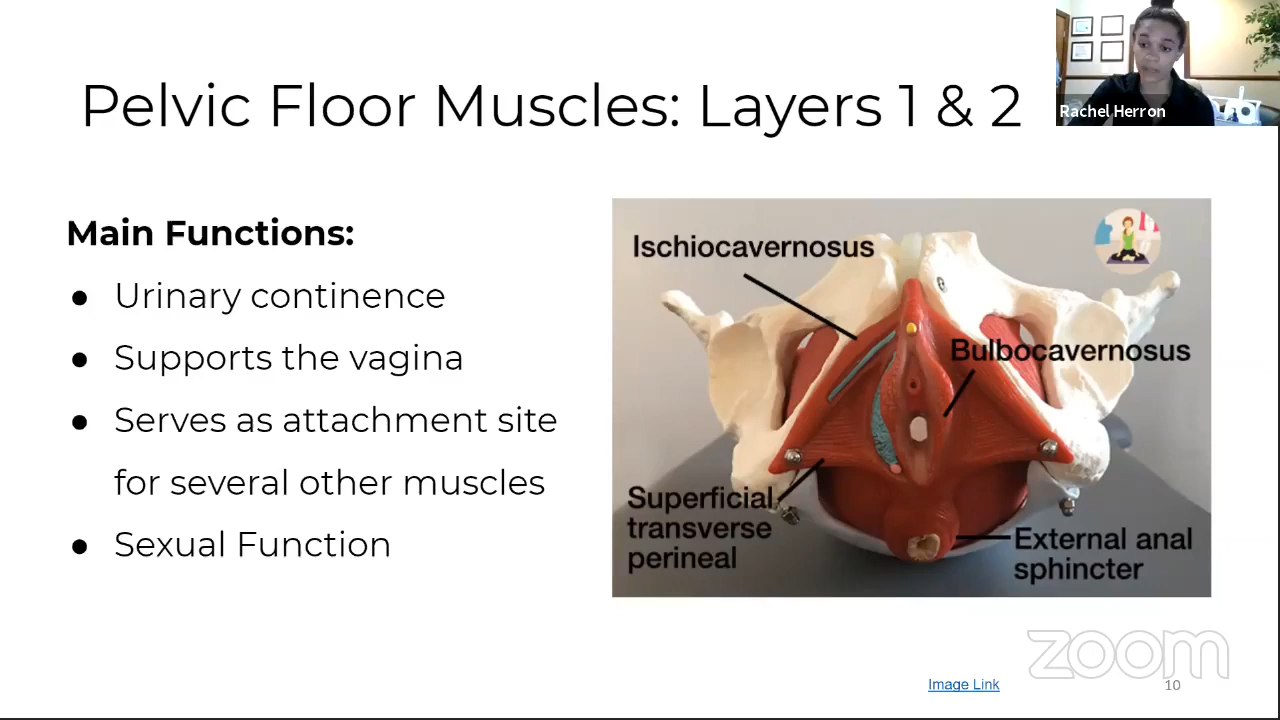 Pelvic Floor Muscles: Layers 1 & 2
Rachel Herron
Main Functions:
● Urinary continence
● Supports the vagina
● Serves as attachment site
for several other muscles
● Sexual Function
Ischiocavernosus
Bulbocavernosus
Superficial
transverse
perineal
External anal
sphincter
zoom
Image Link
10